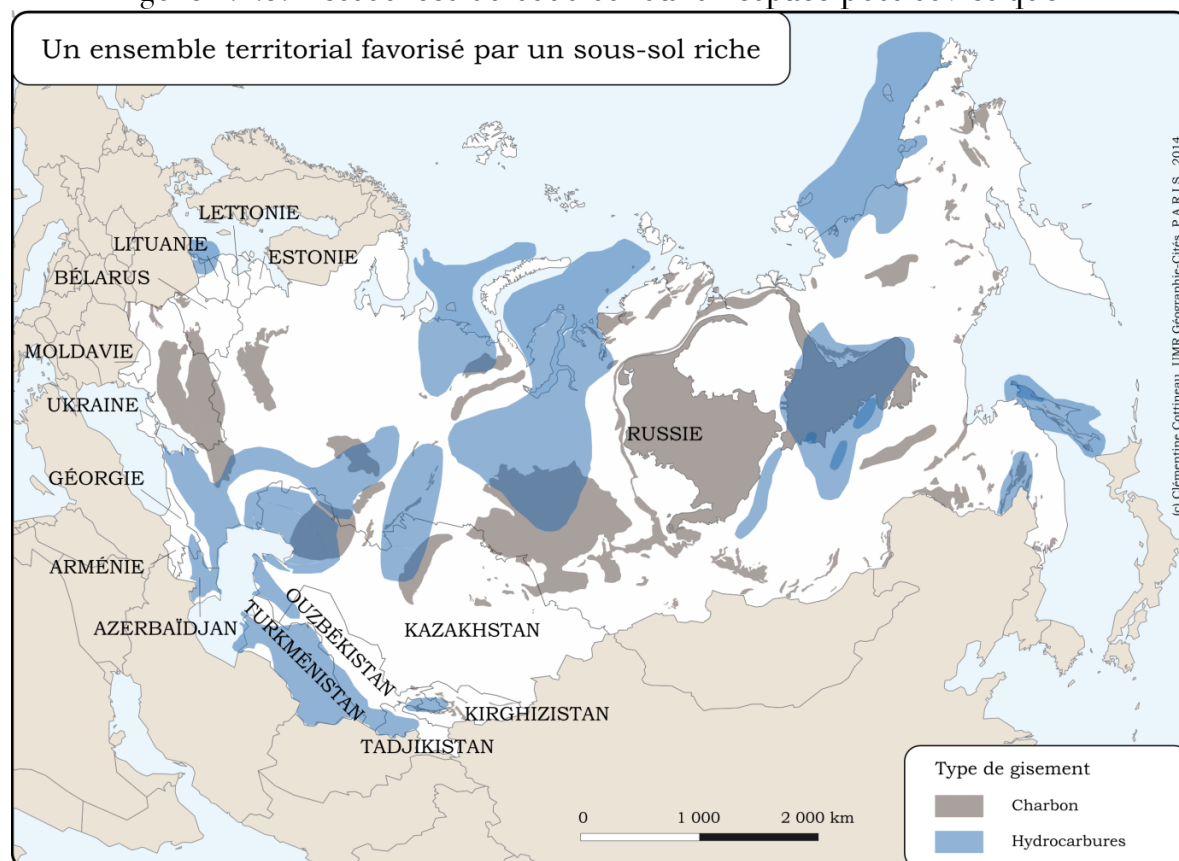 Un ensemble territorial favorisé par un sous-sol riche
LETTONIE
LITUANIE
ESTONIE
BÉLARUS
MOLDAVIE
UKRAINE
RUSSIE
GÉORGIE
ARMÉNIE
AZERBAÏDJAN
OUZBÉKISTAN
TURKMÉNISTAN
KAZAKHSTAN
KIRGHIZISTAN
TADJIKISTAN
Type de gisement
Charbon
Hydrocarbures
0 1 000 2 000 km
(c) Clémentine Cottineau, UMR Géographie-Cités, P.A.R.I.S., 2014